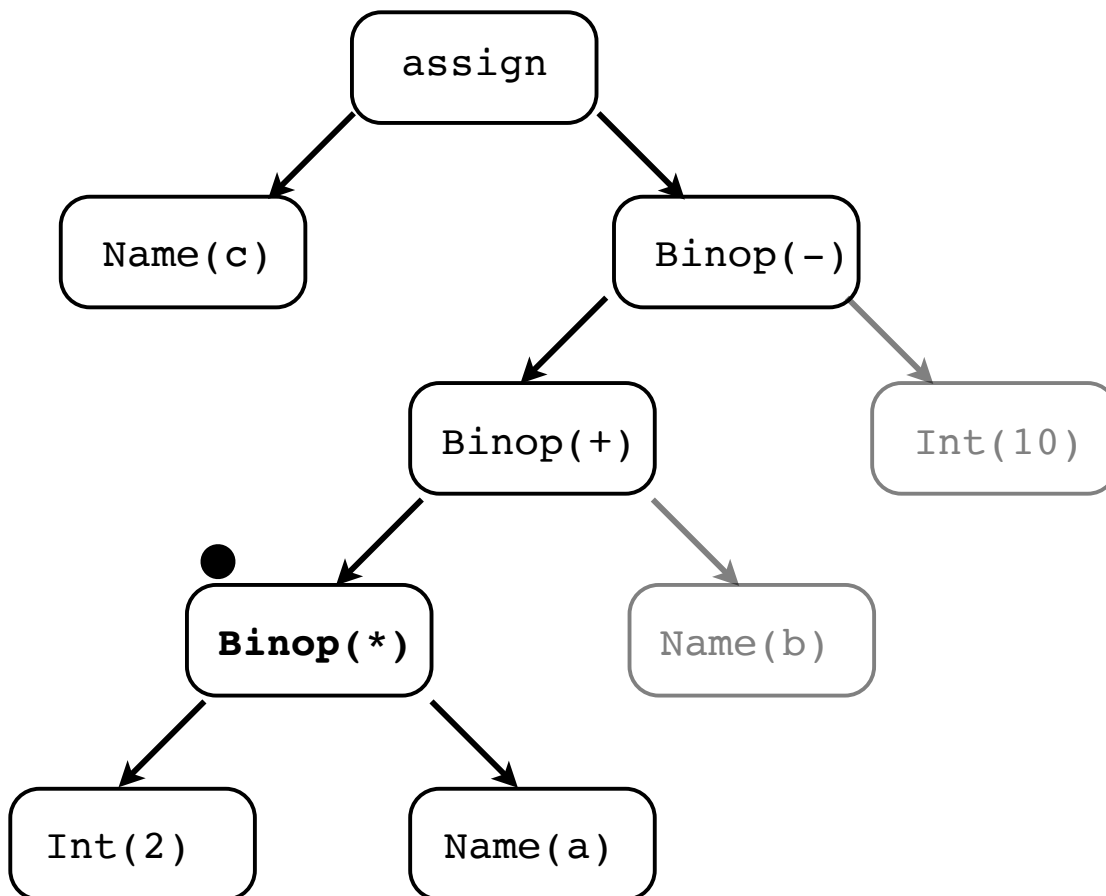 assign
Name(c)
Binop(-)
Binop(+)
Int(10)
Binop(*)
Name(b)
Int(2)
Name(a)